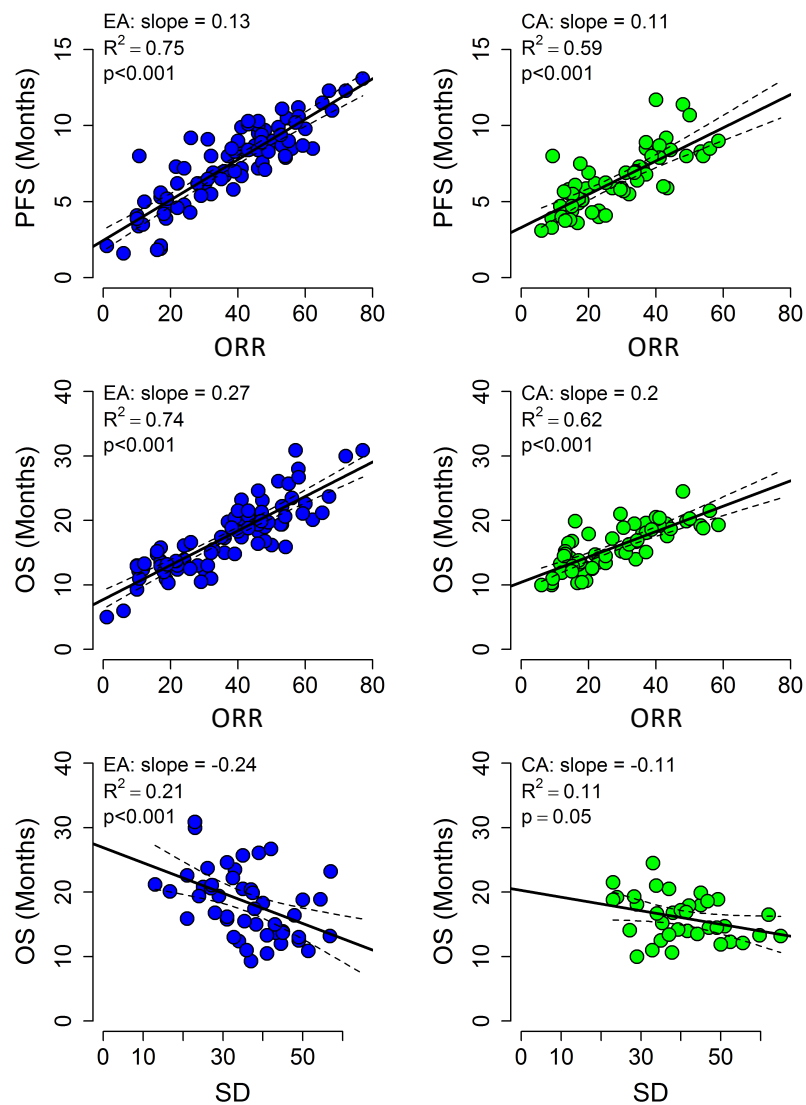 EA: slope = 0.13
R² = 0.75
p<0.001
PFS (Months)
0 5 10 15
0 20 40 60 80
ORR
CA: slope = 0.11
R² = 0.59
p<0.001
PFS (Months)
0 5 10 15
0 20 40 60 80
ORR
EA: slope = 0.27
R² = 0.74
p<0.001
OS (Months)
0 10 20 30 40
0 20 40 60 80
ORR
CA: slope = 0.2
R² = 0.62
p<0.001
OS (Months)
0 10 20 30 40
0 20 40 60 80
ORR
EA: slope = -0.24
R² = 0.21
p<0.001
OS (Months)
0 10 20 30 40
0 10 30 50
SD
CA: slope = -0.11
R² = 0.11
p = 0.05
OS (Months)
0 10 20 30 40
0 10 30 50
SD